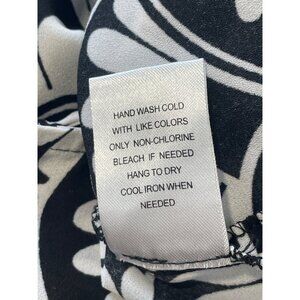 HAND WASH COLD
WITH LIKE COLORS
ONLY NON-CHLORINE
BLEACH IF NEEDED
HANG TO DRY
COOL IRON WHEN
NEEDED